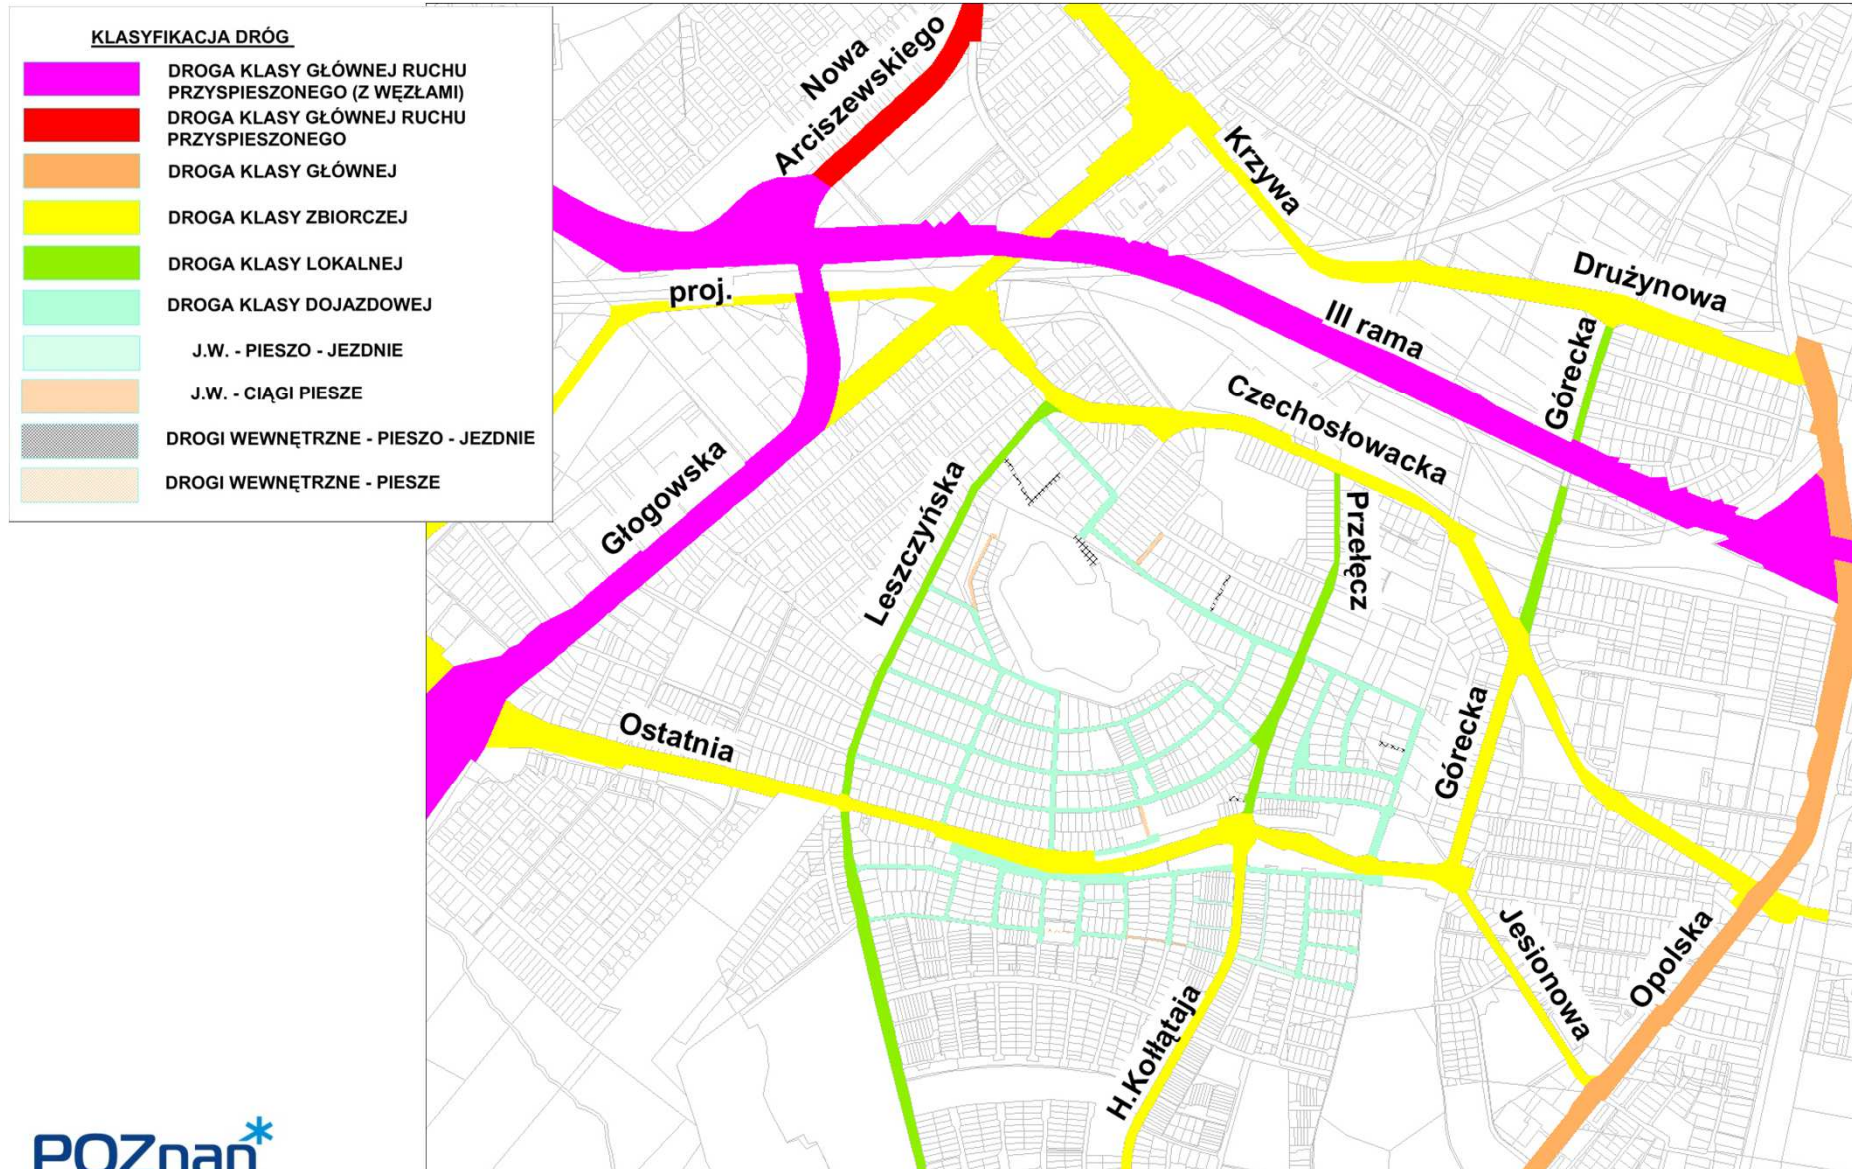 KLASYFIKACJA DRÓG
DROGA KLASY GŁÓWNEJ RUCHU
PRZYSPIESZONEGO (Z WĘZŁAMI)
DROGA KLASY GŁÓWNEJ RUCHU
PRZYSPIESZONEGO
DROGA KLASY GŁÓWNEJ
DROGA KLASY ZBIORCZEJ
DROGA KLASY LOKALNEJ
DROGA KLASY DOJAZDOWEJ
J.W. - PIESZO - JEZDNIE
J.W. - CIĄGI PIESZE
DROGI WEWNĘTRZNE - PIESZO - JEZDNIE
DROGI WEWNĘTRZNE - PIESZE
Nowa
Arciszewskiego
Krzywa
Drużynowa
proj.
III rama
Górecka
Czechosłowacka
Głogowska
Leszczyńska
Przełęcz
Ostatnia
Górecka
Jesionowa
Opolska
H.Kołłątaja
POZnan*